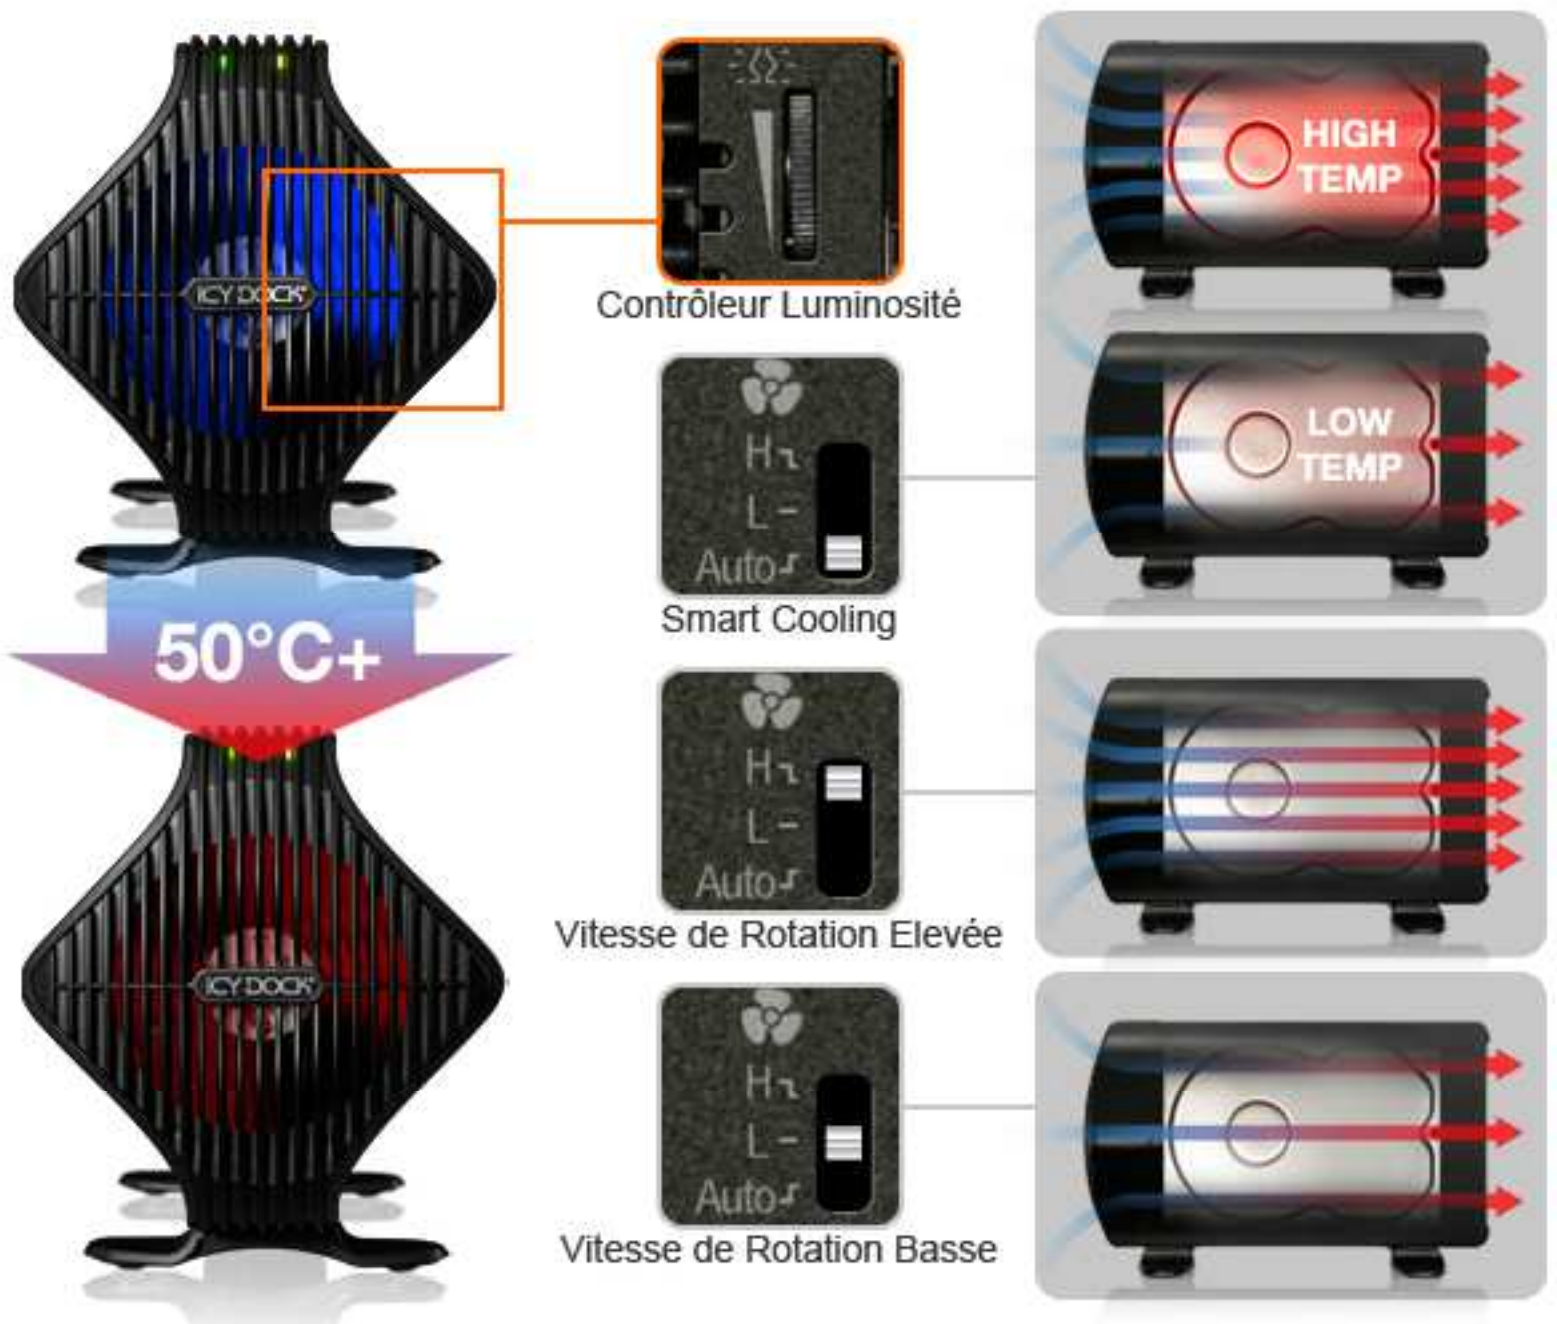 ICY DOCK
Contrôleur Luminosité
HIGH
TEMP
H
L
Auto
Smart Cooling
LOW
TEMP
50°C+
H
L
Auto
Vitesse de Rotation Elevée
ICY DOCK
H
L
Auto
Vitesse de Rotation Basse